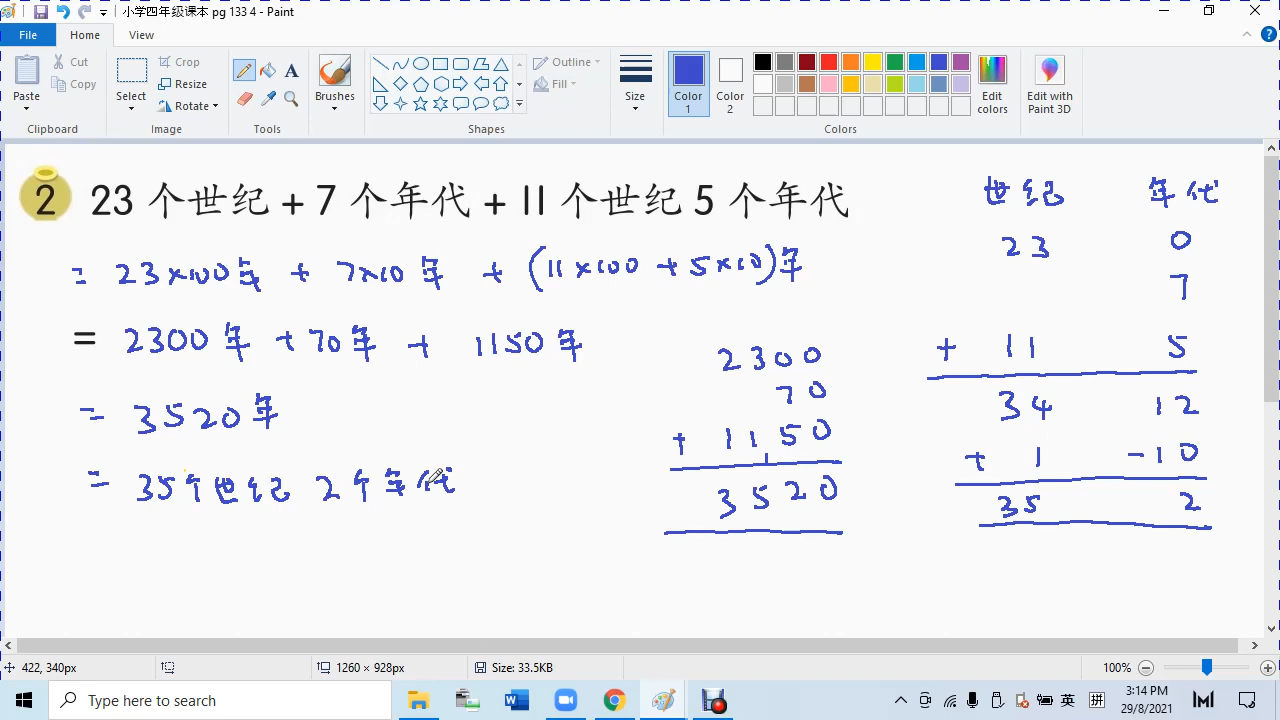 小学四年级课本 pg 133 4 - Paint
File Home View
Paste Cut Copy Clipboard
Select Crop Resize Rotate Image
Tools
Brushes
Outline Fill Shapes
Size
Color 1 Color 2 Edit colors Colors
Edit with Paint 3D
2 23 个世纪 + 7 个年代 + 11 个世纪 5 个年代
= 23×100年 + 7×10年 + (11×100 + 5×10)年
= 2300年 + 70年 + 1150年
= 3520年
= 35个世纪 2个年代
2300
70
+ 1150
1
3520
世纪 年代
23 0
7
+ 11 5
34 12
+ 1 -10
35 2
422, 340px 1260 × 928px Size: 33.5KB 100%
Type here to search
英 拼 3:14 PM
29/8/2021